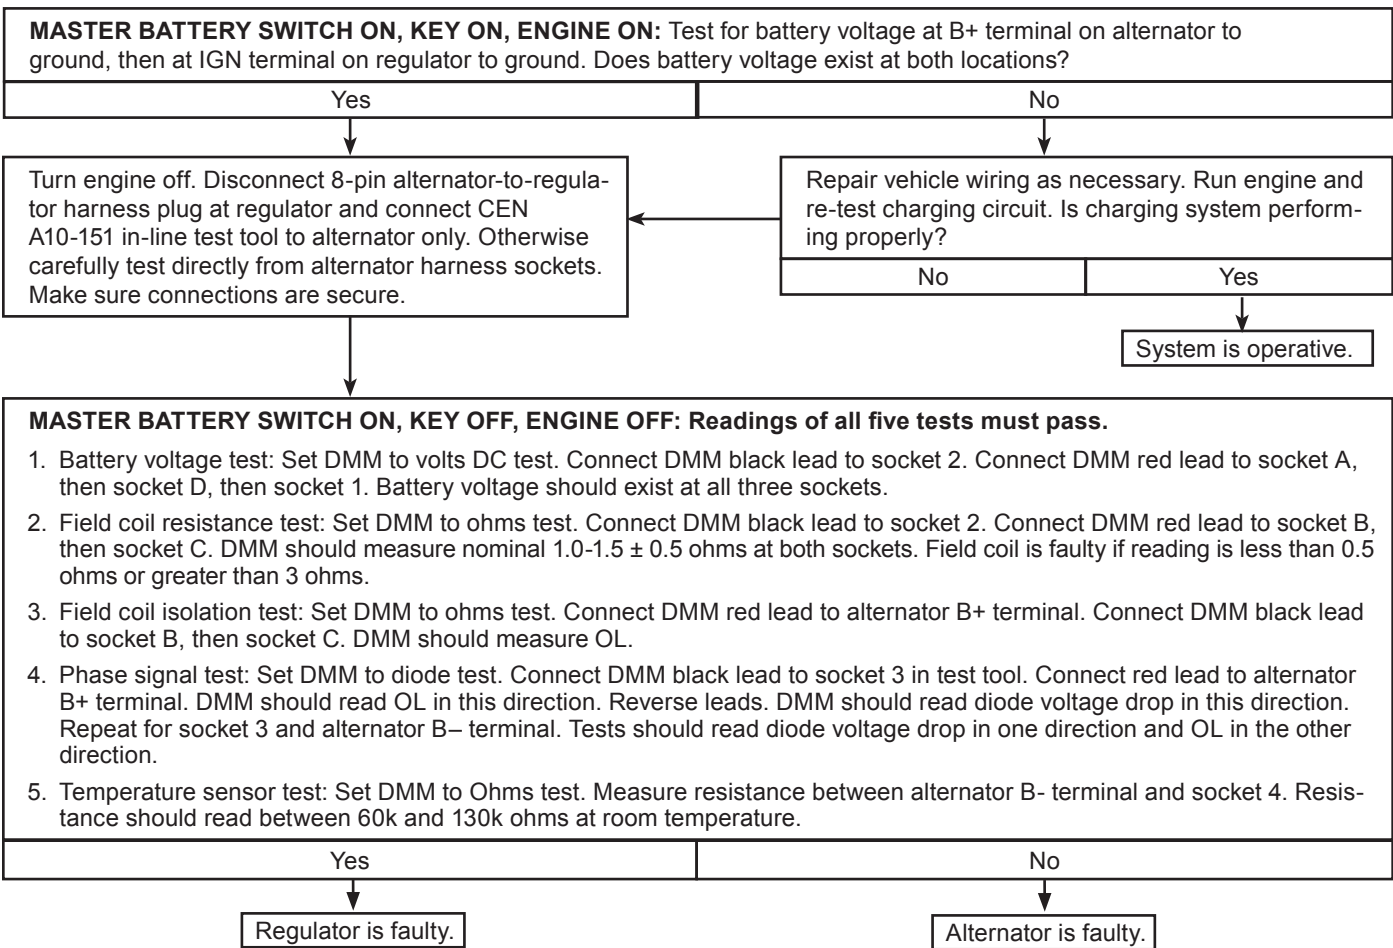 MASTER BATTERY SWITCH ON, KEY ON, ENGINE ON: Test for battery voltage at B+ terminal on alternator to
ground, then at IGN terminal on regulator to ground. Does battery voltage exist at both locations?
Yes
No
Turn engine off. Disconnect 8-pin alternator-to-regula-
tor harness plug at regulator and connect CEN
A10-151 in-line test tool to alternator only. Otherwise
carefully test directly from alternator harness sockets.
Make sure connections are secure.
Repair vehicle wiring as necessary. Run engine and
re-test charging circuit. Is charging system perform-
ing properly?
No
Yes
System is operative.
MASTER BATTERY SWITCH ON, KEY OFF, ENGINE OFF: Readings of all five tests must pass.
1. Battery voltage test: Set DMM to volts DC test. Connect DMM black lead to socket 2. Connect DMM red lead to socket A,
then socket D, then socket 1. Battery voltage should exist at all three sockets.
2. Field coil resistance test: Set DMM to ohms test. Connect DMM black lead to socket 2. Connect DMM red lead to socket B,
then socket C. DMM should measure nominal 1.0-1.5 ± 0.5 ohms at both sockets. Field coil is faulty if reading is less than 0.5
ohms or greater than 3 ohms.
3. Field coil isolation test: Set DMM to ohms test. Connect DMM red lead to alternator B+ terminal. Connect DMM black lead
to socket B, then socket C. DMM should measure OL.
4. Phase signal test: Set DMM to diode test. Connect DMM black lead to socket 3 in test tool. Connect red lead to alternator
B+ terminal. DMM should read OL in this direction. Reverse leads. DMM should read diode voltage drop in this direction.
Repeat for socket 3 and alternator B– terminal. Tests should read diode voltage drop in one direction and OL in the other
direction.
5. Temperature sensor test: Set DMM to Ohms test. Measure resistance between alternator B- terminal and socket 4. Resis-
tance should read between 60k and 130k ohms at room temperature.
Yes
No
Regulator is faulty.
Alternator is faulty.